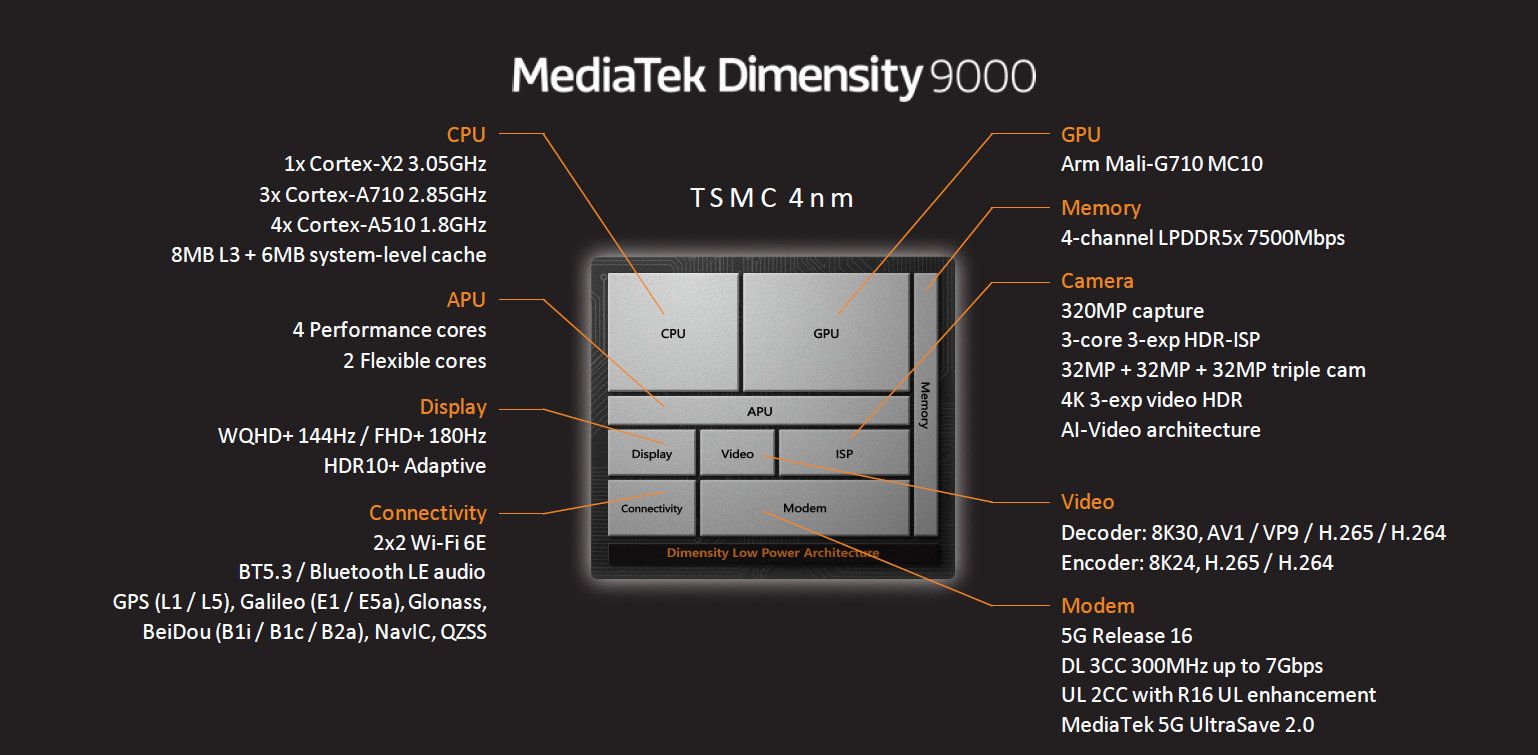 MediaTek Dimensity 9000
CPU
1x Cortex-X2 3.05GHz
3x Cortex-A710 2.85GHz
4x Cortex-A510 1.8GHz
8MB L3 + 6MB system-level cache
APU
4 Performance cores
2 Flexible cores
Display
WQHD+ 144Hz / FHD+ 180Hz
HDR10+ Adaptive
Connectivity
2x2 Wi-Fi 6E
BT5.3 / Bluetooth LE audio
GPS (L1 / L5), Galileo (E1 / E5a), Glonass,
BeiDou (B1i / B1c / B2a), NavIC, QZSS
TSMC 4nm
CPU
GPU
Memory
APU
Display
Video
ISP
Connectivity
Modem
Dimensity Low Power Architecture
GPU
Arm Mali-G710 MC10
Memory
4-channel LPDDR5x 7500Mbps
Camera
320MP capture
3-core 3-exp HDR-ISP
32MP + 32MP + 32MP triple cam
4K 3-exp video HDR
AI-Video architecture
Video
Decoder: 8K30, AV1 / VP9 / H.265 / H.264
Encoder: 8K24, H.265 / H.264
Modem
5G Release 16
DL 3CC 300MHz up to 7Gbps
UL 2CC with R16 UL enhancement
MediaTek 5G UltraSave 2.0